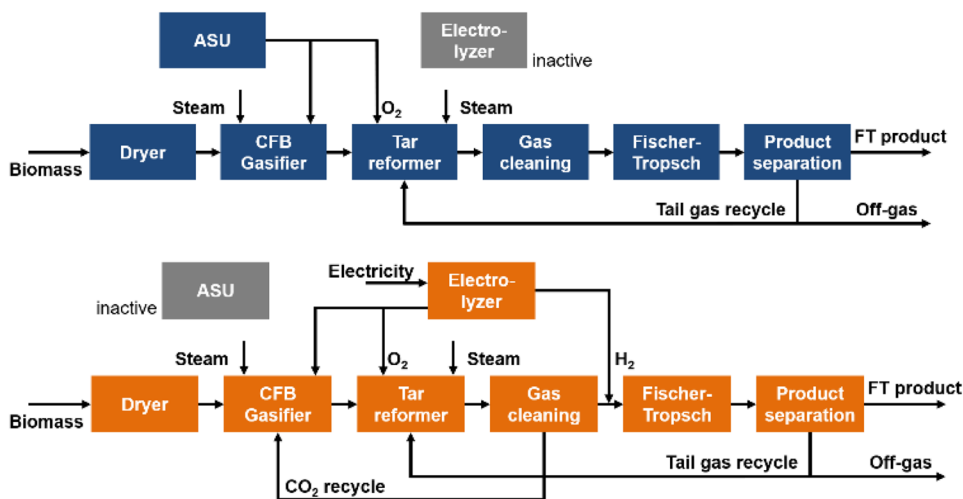 ASU
Electro-
lyzer
inactive
Steam
O₂
Steam
Biomass
Dryer
CFB
Gasifier
Tar
reformer
Gas
cleaning
Fischer-
Tropsch
Product
separation
FT product
Tail gas recycle
Off-gas
Electricity
Electro-
lyzer
inactive
ASU
Steam
O₂
Steam
H₂
Biomass
Dryer
CFB
Gasifier
Tar
reformer
Gas
cleaning
Fischer-
Tropsch
Product
separation
FT product
Tail gas recycle
Off-gas
CO₂ recycle